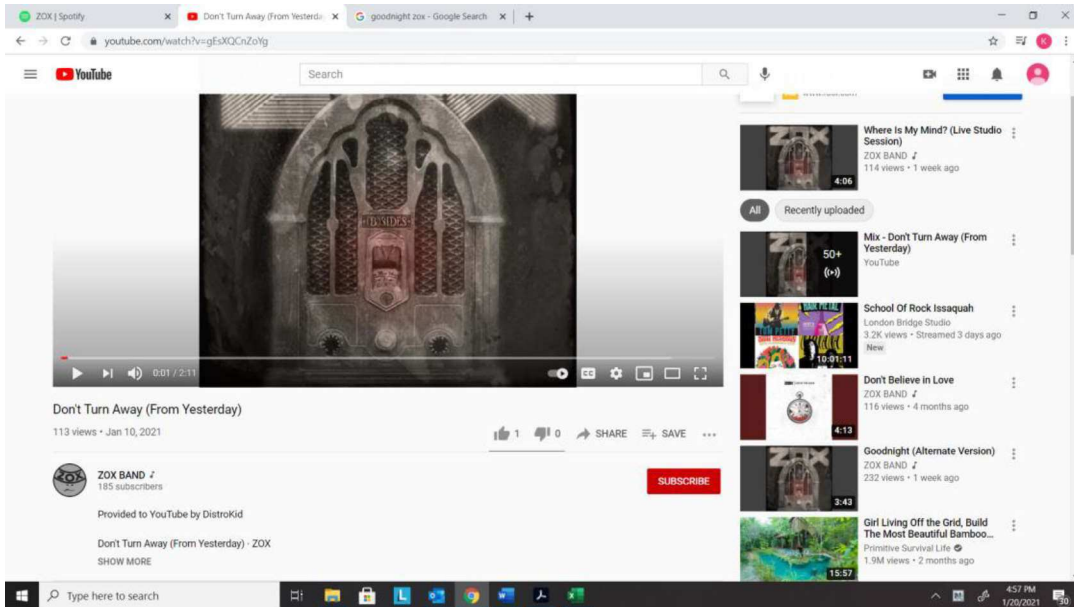 ZOX | Spotify
Don't Turn Away (From Yesterda
goodnight zox - Google Search
youtube.com/watch?v=gEsXQCnZoYg
K
YouTube
Search
BYSIDES
0:01 / 2:11
CC
Don't Turn Away (From Yesterday)
113 views • Jan 10, 2021
1
0
SHARE
SAVE
ZOX BAND
185 subscribers
SUBSCRIBE
Provided to YouTube by DistroKid
Don't Turn Away (From Yesterday) · ZOX
SHOW MORE
ZOX
4:06
Where Is My Mind? (Live Studio
Session)
ZOX BAND
114 views • 1 week ago
All
Recently uploaded
50+
Mix - Don't Turn Away (From
Yesterday)
YouTube
10:01:11
School Of Rock Issaquah
London Bridge Studio
3.2K views • Streamed 3 days ago
New
4:13
Don't Believe in Love
ZOX BAND
116 views • 4 months ago
ZOX
3:43
Goodnight (Alternate Version)
ZOX BAND
232 views • 1 week ago
15:57
Girl Living Off the Grid, Build
The Most Beautiful Bamboo...
Primitive Survival Life
1.9M views • 2 months ago
Type here to search
4:57 PM
1/20/2021
30